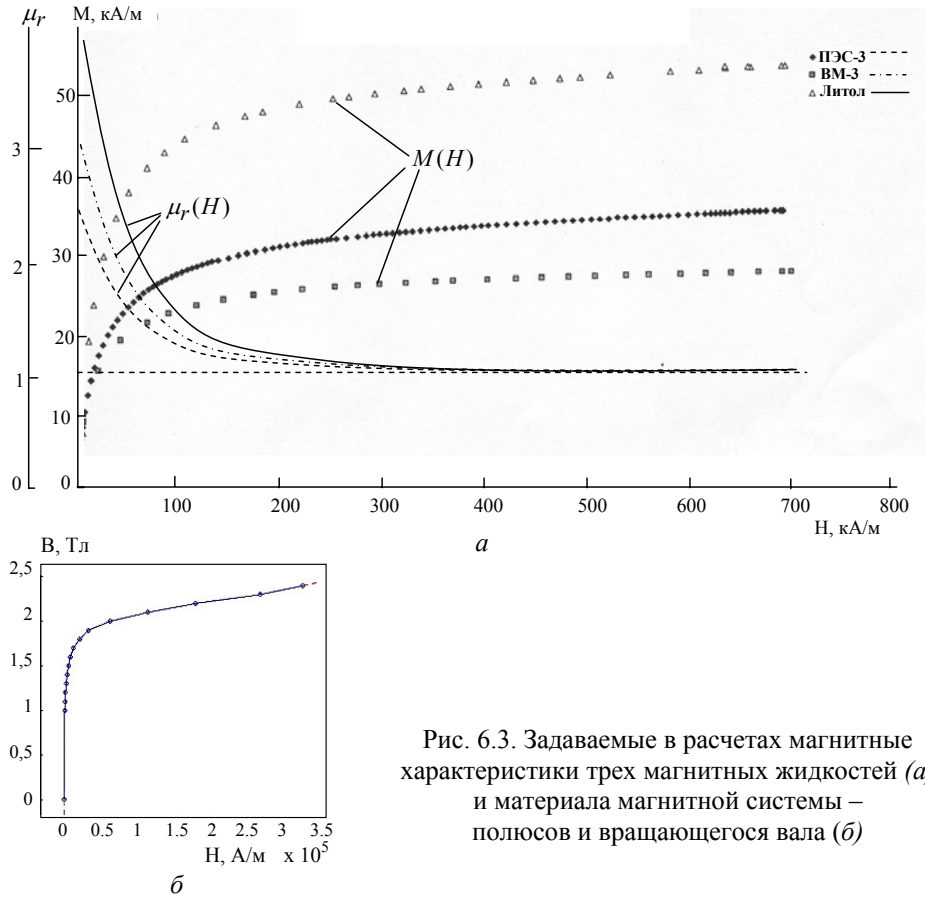 μr
М, кА/м
ПЭС-3
ВМ-3
Литол
50
3
40
M(H)
μr(H)
30
2
20
1
10
0
0
100
200
300
400
500
600
700
800
Н, кА/м
а
В, Тл
2,5
2
1,5
1
0,5
0
0
0.5
1
1.5
2
2.5
3
3.5
Н, А/м
x 10⁵
б
Рис. 6.3. Задаваемые в расчетах магнитные
характеристики трех магнитных жидкостей (а
и материала магнитной системы –
полюсов и вращающегося вала (б)